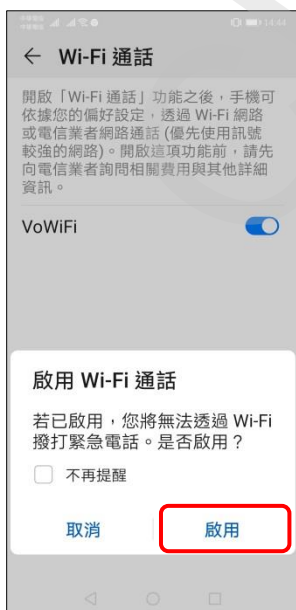 14:44
Wi-Fi 通話
開啟「Wi-Fi 通話」功能之後，手機可
依據您的偏好設定，透過 Wi-Fi 網路
或電信業者網路通話 (優先使用訊號
較強的網路)。開啟這項功能前，請先
向電信業者詢問相關費用與其他詳細
資訊。
VoWiFi
啟用 Wi-Fi 通話
若已啟用，您將無法透過 Wi-Fi
撥打緊急電話。是否啟用？
不再提醒
取消
啟用